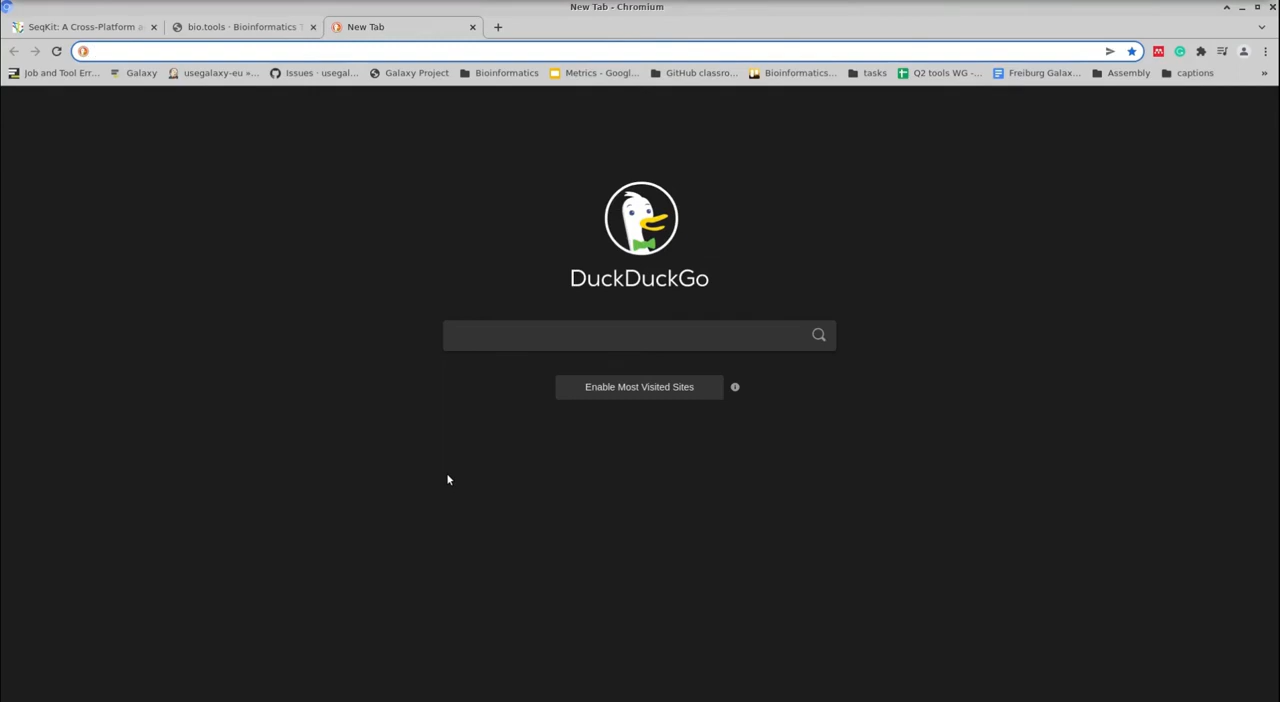 New Tab - Chromium
SeqKit: A Cross-Platform a
bio.tools · Bioinformatics T
New Tab
Job and Tool Err...
Galaxy
usegalaxy-eu »...
Issues · usegal...
Galaxy Project
Bioinformatics
Metrics - Googl...
GitHub classro...
Bioinformatics...
tasks
Q2 tools WG -...
Freiburg Galax...
Assembly
captions
»
DuckDuckGo
Enable Most Visited Sites